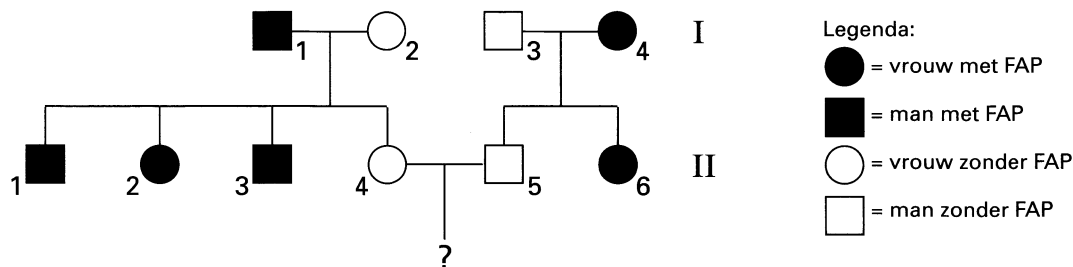 1 2 3 4 I
Legenda:
= vrouw met FAP
= man met FAP
= vrouw zonder FAP
= man zonder FAP
1 2 3 4 5 6 II
?